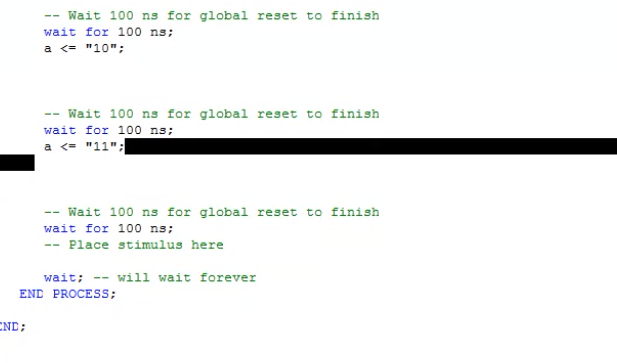 -- Wait 100 ns for global reset to finish
wait for 100 ns;
a <= "10";
-- Wait 100 ns for global reset to finish
wait for 100 ns;
a <= "11";
-- Wait 100 ns for global reset to finish
wait for 100 ns;
-- Place stimulus here
wait; -- will wait forever
END PROCESS;
END;